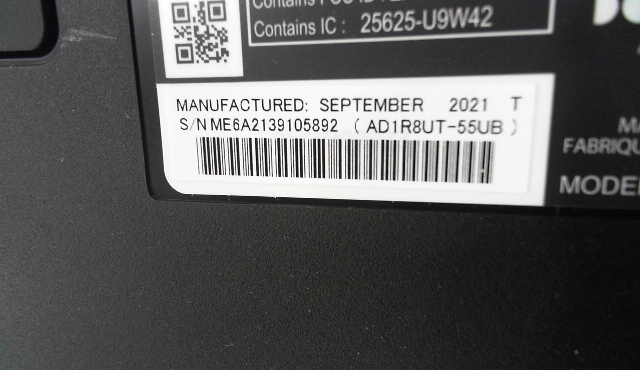 Contains IC : 25625-U9W42
MANUFACTURED: SEPTEMBER 2021 T
S/N ME6A2139105892 ( AD1R8UT-55UB )
MA
FABRIQU
MODE